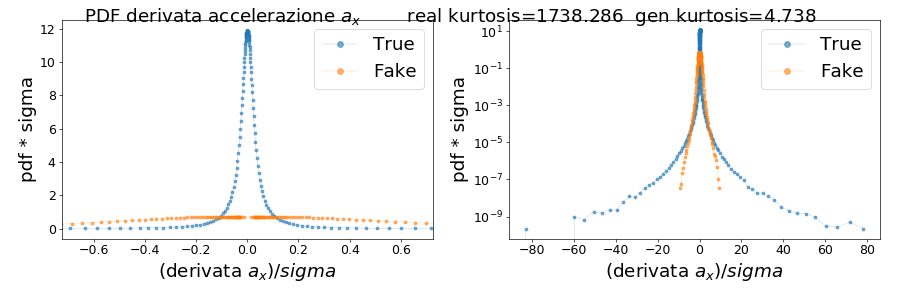 PDF derivata accelerazione a_x real kurtosis=1738.286 gen kurtosis=4.738
True
Fake
pdf * sigma
12
10
8
6
4
2
0
−0.6 −0.4 −0.2 0.0 0.2 0.4 0.6
(derivata a_x)/sigma
True
Fake
pdf * sigma
10^1
10^−1
10^−3
10^−5
10^−7
10^−9
−80 −60 −40 −20 0 20 40 60 80
(derivata a_x)/sigma